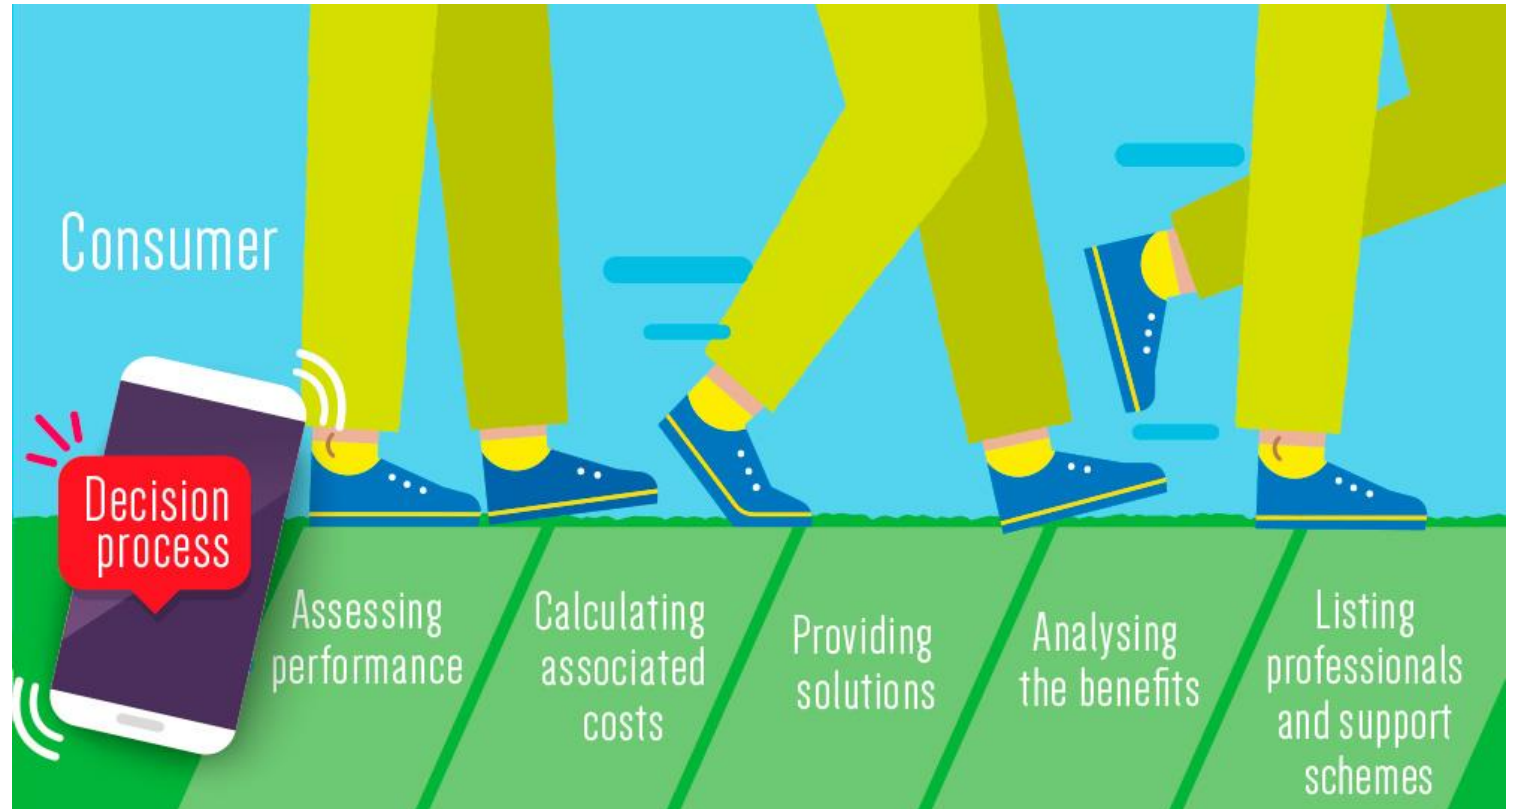 Consumer
Decision
process
Assessing
performance
Calculating
associated
costs
Providing
solutions
Analysing
the benefits
Listing
professionals
and support
schemes